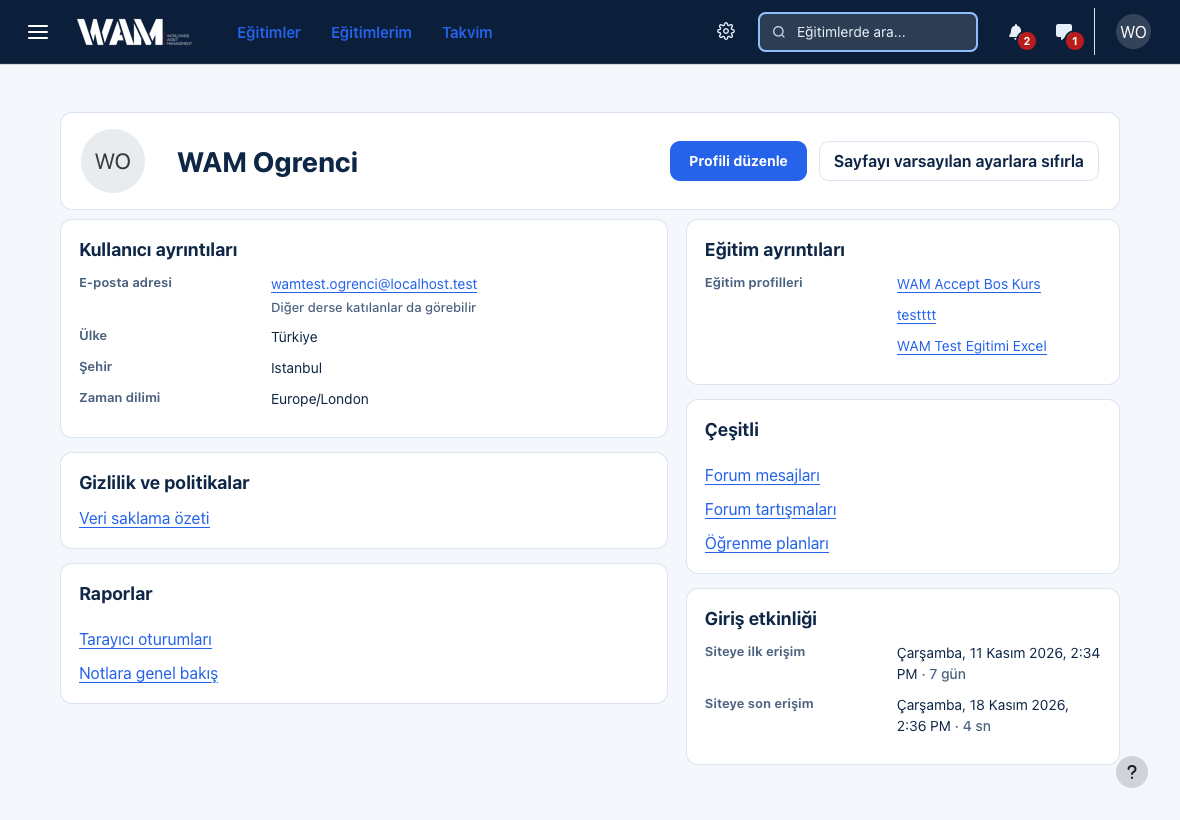 WAM WORLDWIDE ASSET MANAGEMENT
Eğitimler
Eğitimlerim
Takvim
Eğitimlerde ara...
2
1
WO
WO
WAM Ogrenci
Profili düzenle
Sayfayı varsayılan ayarlara sıfırla
Kullanıcı ayrıntıları
E-posta adresi
wamtest.ogrenci@localhost.test
Diğer derse katılanlar da görebilir
Ülke
Türkiye
Şehir
Istanbul
Zaman dilimi
Europe/London
Gizlilik ve politikalar
Veri saklama özeti
Raporlar
Tarayıcı oturumları
Notlara genel bakış
Eğitim ayrıntıları
Eğitim profilleri
WAM Accept Bos Kurs
testttt
WAM Test Egitimi Excel
Çeşitli
Forum mesajları
Forum tartışmaları
Öğrenme planları
Giriş etkinliği
Siteye ilk erişim
Çarşamba, 11 Kasım 2026, 2:34
PM · 7 gün
Siteye son erişim
Çarşamba, 18 Kasım 2026,
2:36 PM · 4 sn
?